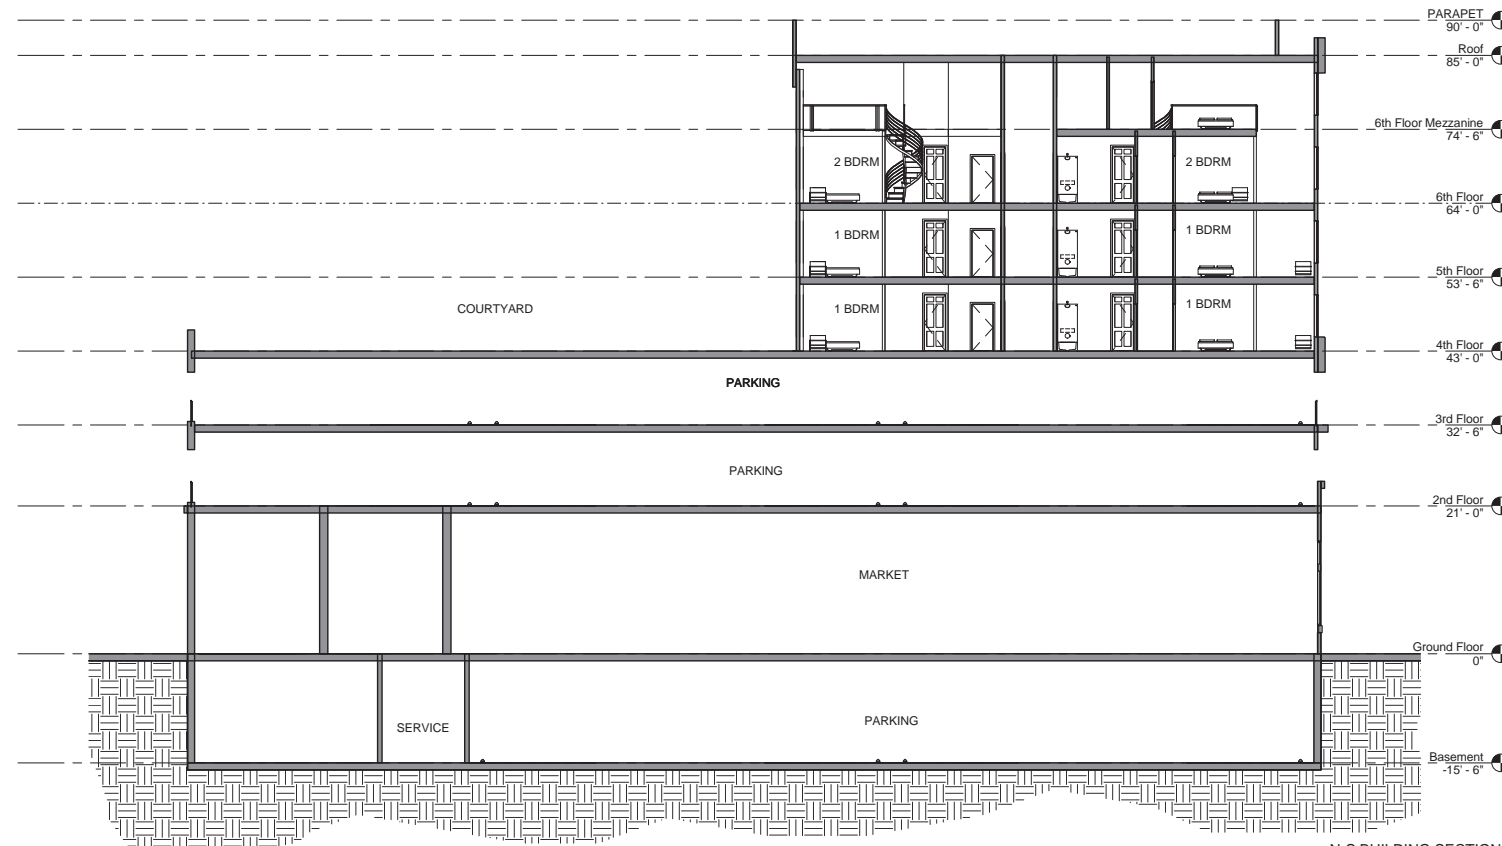 PARAPET
90' - 0"
Roof
85' - 0"
6th Floor Mezzanine
74' - 6"
2 BDRM
2 BDRM
6th Floor
64' - 0"
1 BDRM
1 BDRM
5th Floor
53' - 6"
COURTYARD
1 BDRM
1 BDRM
4th Floor
43' - 0"
PARKING
3rd Floor
32' - 6"
PARKING
2nd Floor
21' - 0"
MARKET
Ground Floor
0"
SERVICE
PARKING
Basement
-15' - 6"
N-S BUILDING SECTION